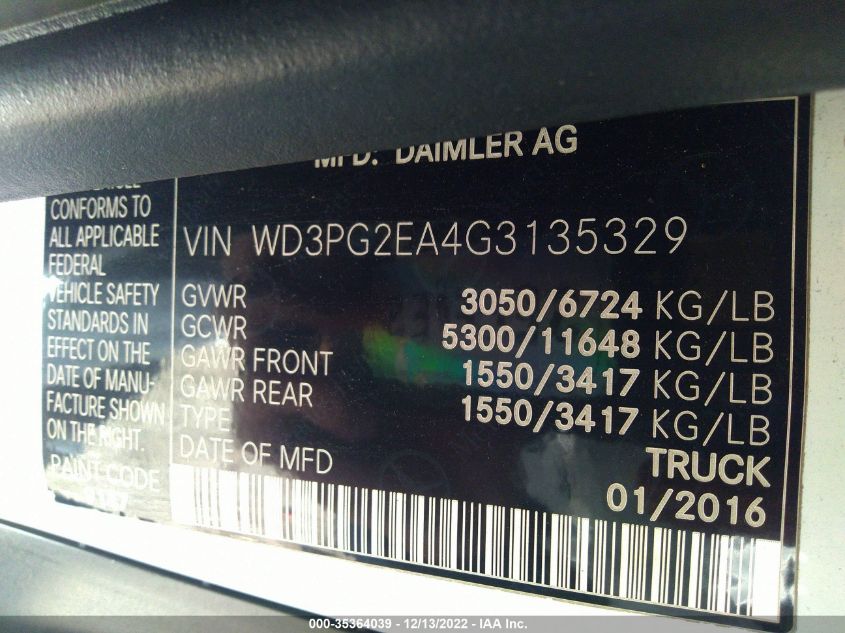 MFD. DAIMLER AG
CONFORMS TO
ALL APPLICABLE
FEDERAL
VEHICLE SAFETY
STANDARDS IN
EFFECT ON THE
DATE OF MANU-
FACTURE SHOWN
ON THE RIGHT.
PAINT CODE
VIN WD3PG2EA4G3135329
GVWR 3050/6724 KG/LB
GCWR 5300/11648 KG/LB
GAWR FRONT 1550/3417 KG/LB
GAWR REAR 1550/3417 KG/LB
TYPE TRUCK
DATE OF MFD 01/2016
000-35364039 - 12/13/2022 - IAA Inc.